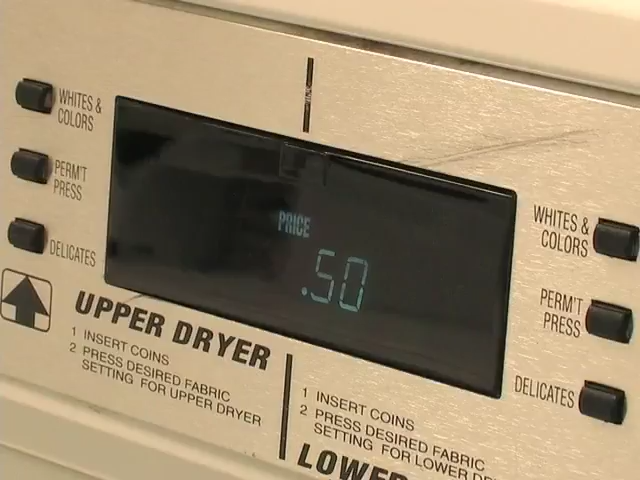 WHITES &
COLORS
PERM'T
PRESS
DELICATES
PRICE
.50
WHITES &
COLORS
PERM'T
PRESS
DELICATES
UPPER DRYER
1 INSERT COINS
2 PRESS DESIRED FABRIC
SETTING FOR UPPER DRYER
1 INSERT COINS
2 PRESS DESIRED FABRIC
SETTING FOR LOWER DR
LOWER